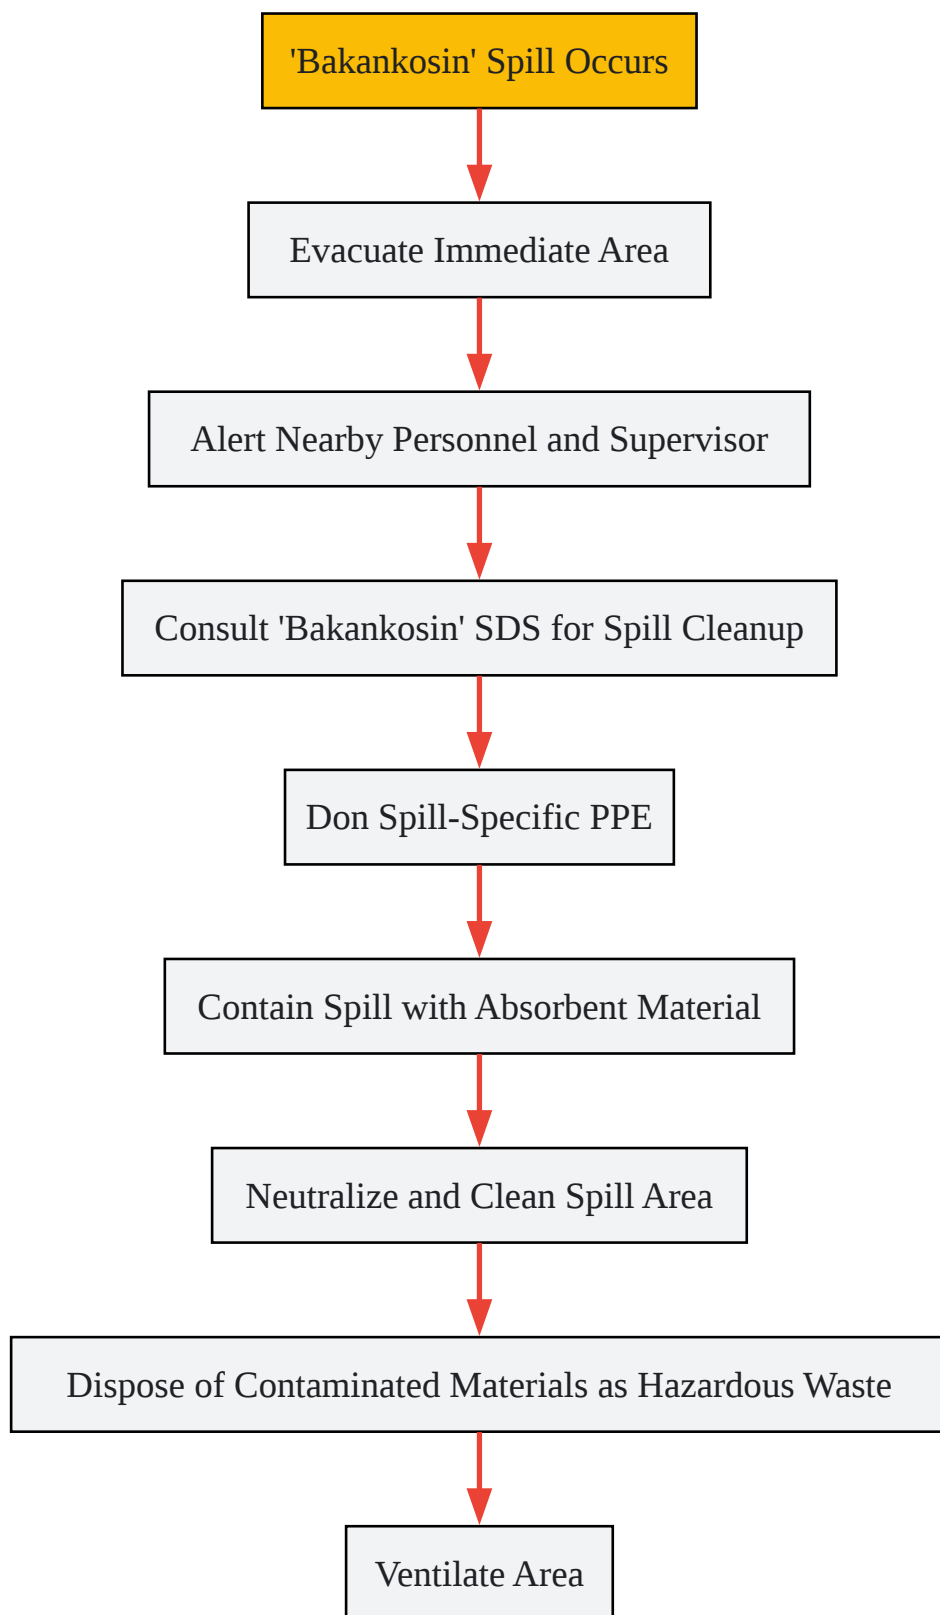 'Bakankosin' Spill Occurs
Evacuate Immediate Area
Alert Nearby Personnel and Supervisor
Consult 'Bakankosin' SDS for Spill Cleanup
Don Spill-Specific PPE
Contain Spill with Absorbent Material
Neutralize and Clean Spill Area
Dispose of Contaminated Materials as Hazardous Waste
Ventilate Area